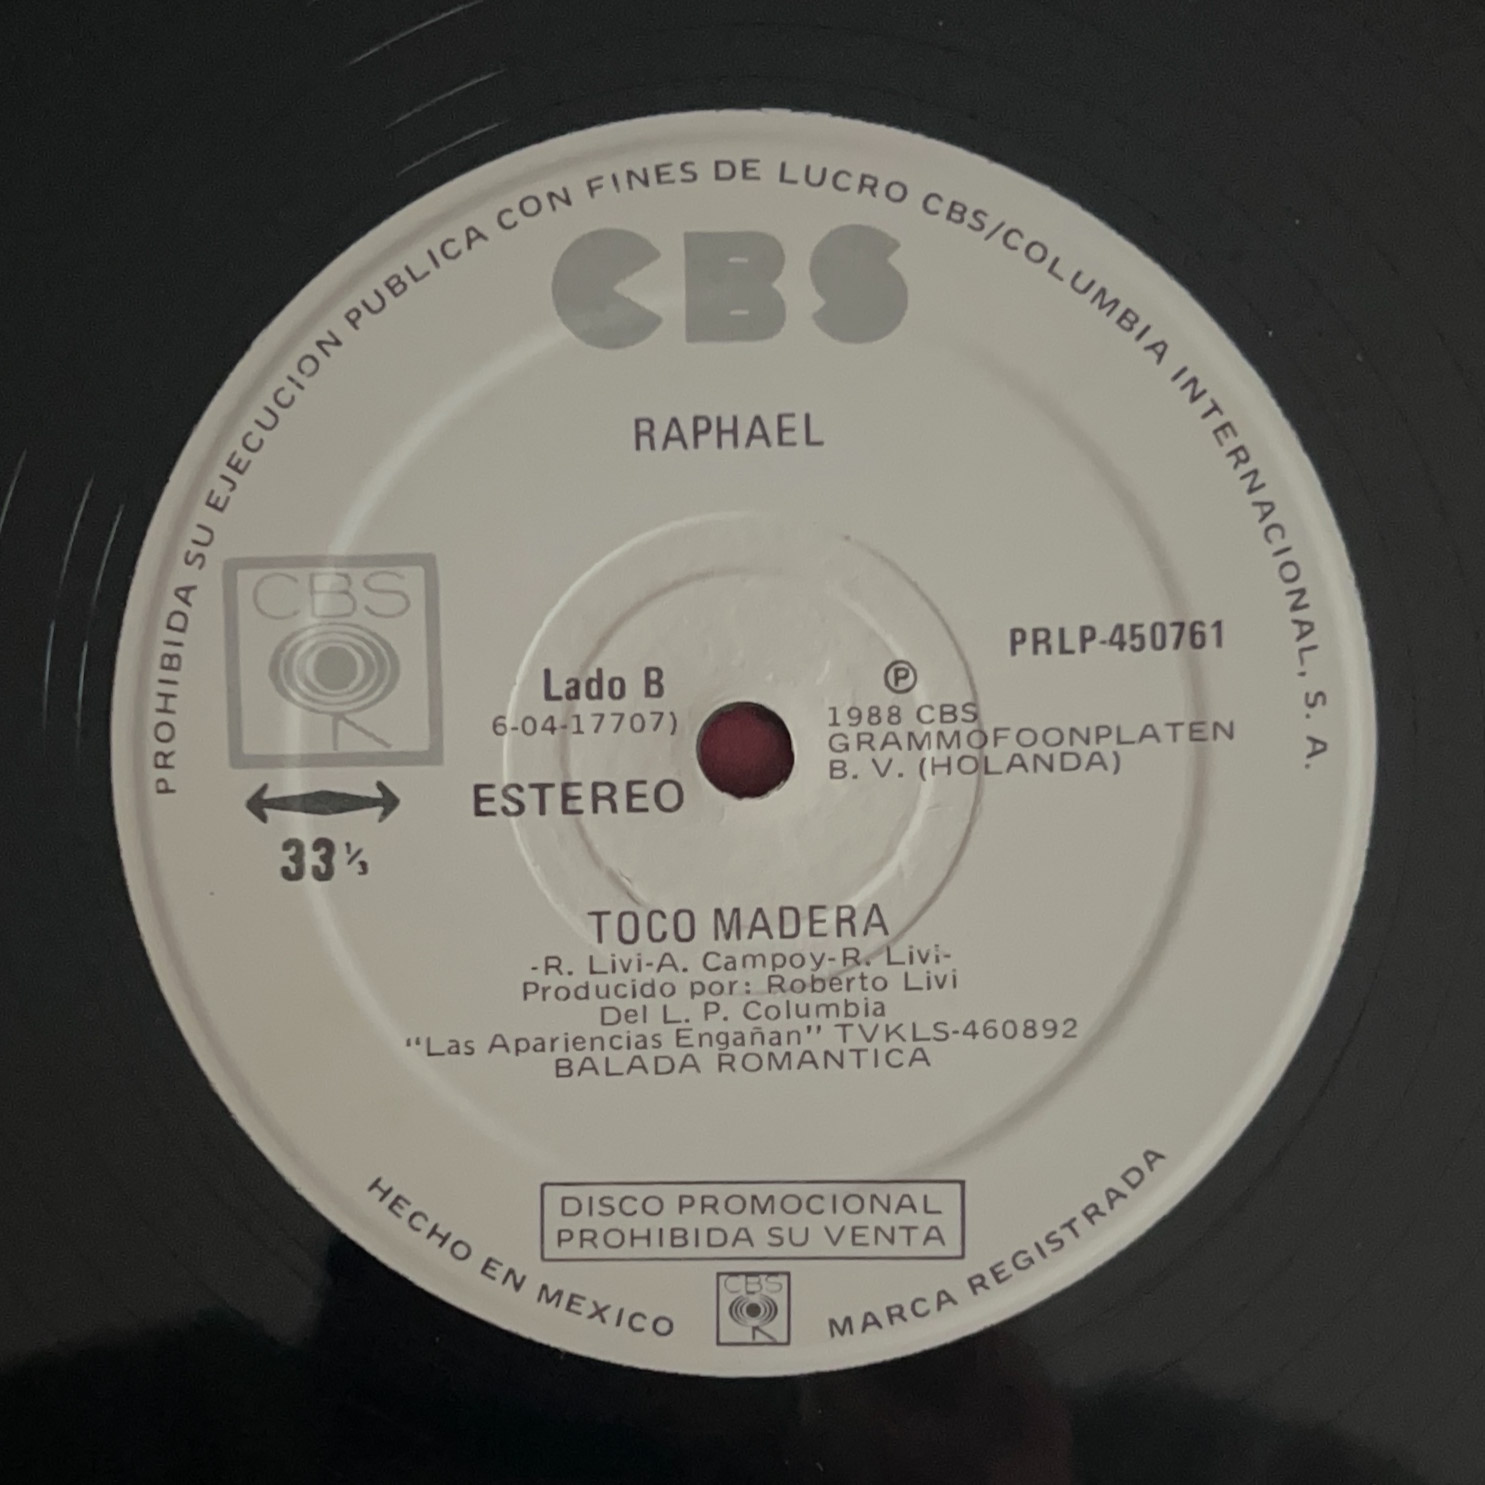 PROHIBIDA SU EJECUCION PUBLICA CON FINES DE LUCRO CBS/COLUMBIA INTERNACIONAL, S. A.
CBS
RAPHAEL
CBS
PRLP-450761
Lado B
6-04-17707)
ESTEREO
℗
1988 CBS
GRAMMOFOONPLATEN
B. V. (HOLANDA)
33⅓
TOCO MADERA
-R. Livi-A. Campoy-R. Livi-
Producido por: Roberto Livi
Del L. P. Columbia
"Las Apariencias Engañan" TVKLS-460892
BALADA ROMANTICA
DISCO PROMOCIONAL
PROHIBIDA SU VENTA
CBS
HECHO EN MEXICO
MARCA REGISTRADA